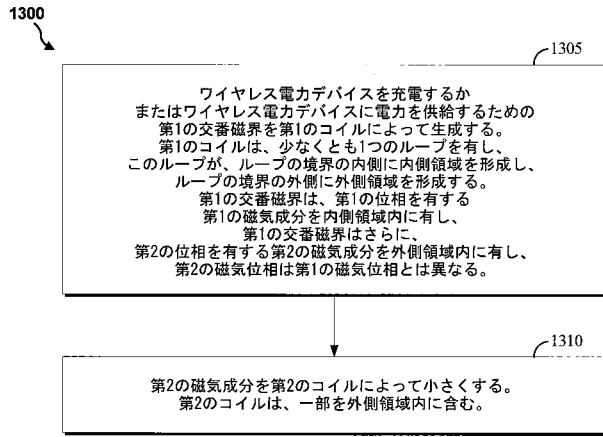 1300
1305
ワイヤレス電力デバイスを充電するか
またはワイヤレス電力デバイスに電力を供給するための
第1の交番磁界を第1のコイルによって生成する。
第1のコイルは、少なくとも1つのループを有し、
このループが、ループの境界の内側に内側領域を形成し、
ループの境界の外側に外側領域を形成する。
第1の交番磁界は、第1の位相を有する
第1の磁気成分を内側領域内に有し、
第1の交番磁界はさらに、
第2の位相を有する第2の磁気成分を外側領域内に有し、
第2の磁気位相は第1の磁気位相とは異なる。
1310
第2の磁気成分を第2のコイルによって小さくする。
第2のコイルは、一部を外側領域内に含む。